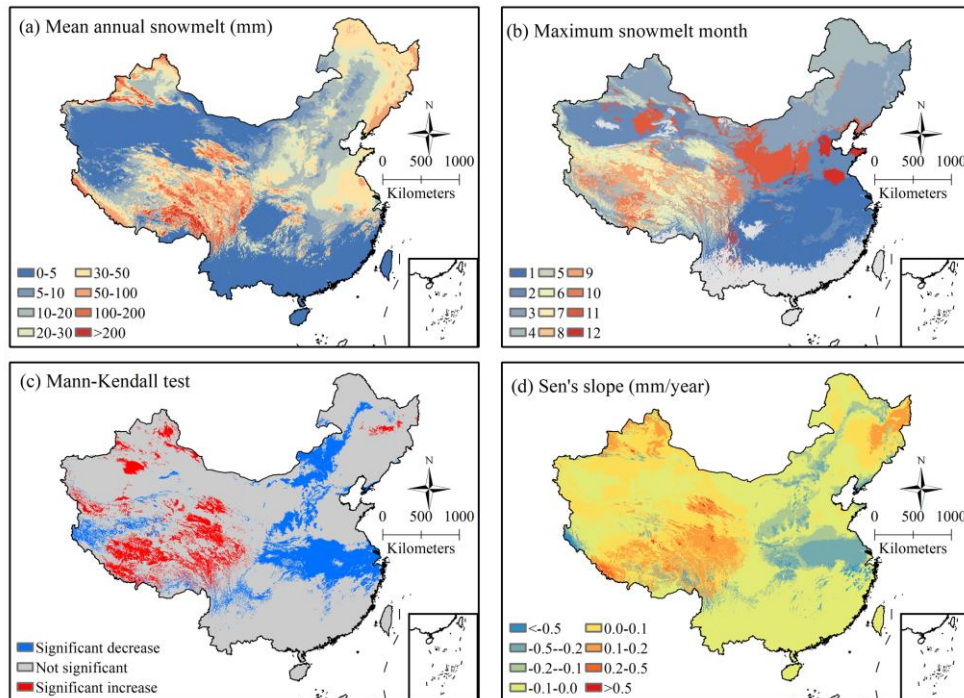 (a) Mean annual snowmelt (mm)
N
0 500 1000
Kilometers
0-5 30-50
5-10 50-100
10-20 100-200
20-30 >200
(b) Maximum snowmelt month
N
0 500 1000
Kilometers
1 5 9
2 6 10
3 7 11
4 8 12
(c) Mann-Kendall test
N
0 500 1000
Kilometers
Significant decrease
Not significant
Significant increase
(d) Sen's slope (mm/year)
N
0 500 1000
Kilometers
<-0.5 0.0-0.1
-0.5--0.2 0.1-0.2
-0.2--0.1 0.2-0.5
-0.1-0.0 >0.5